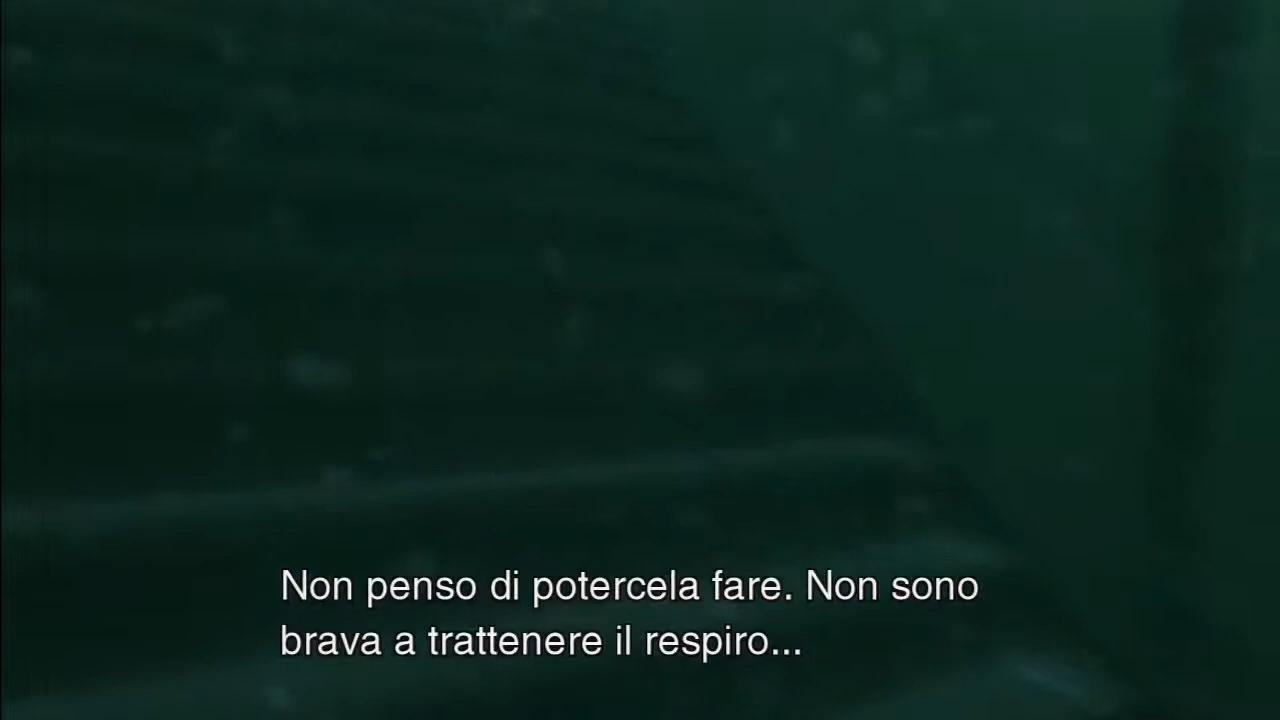 Non penso di potercela fare. Non sono
brava a trattenere il respiro...